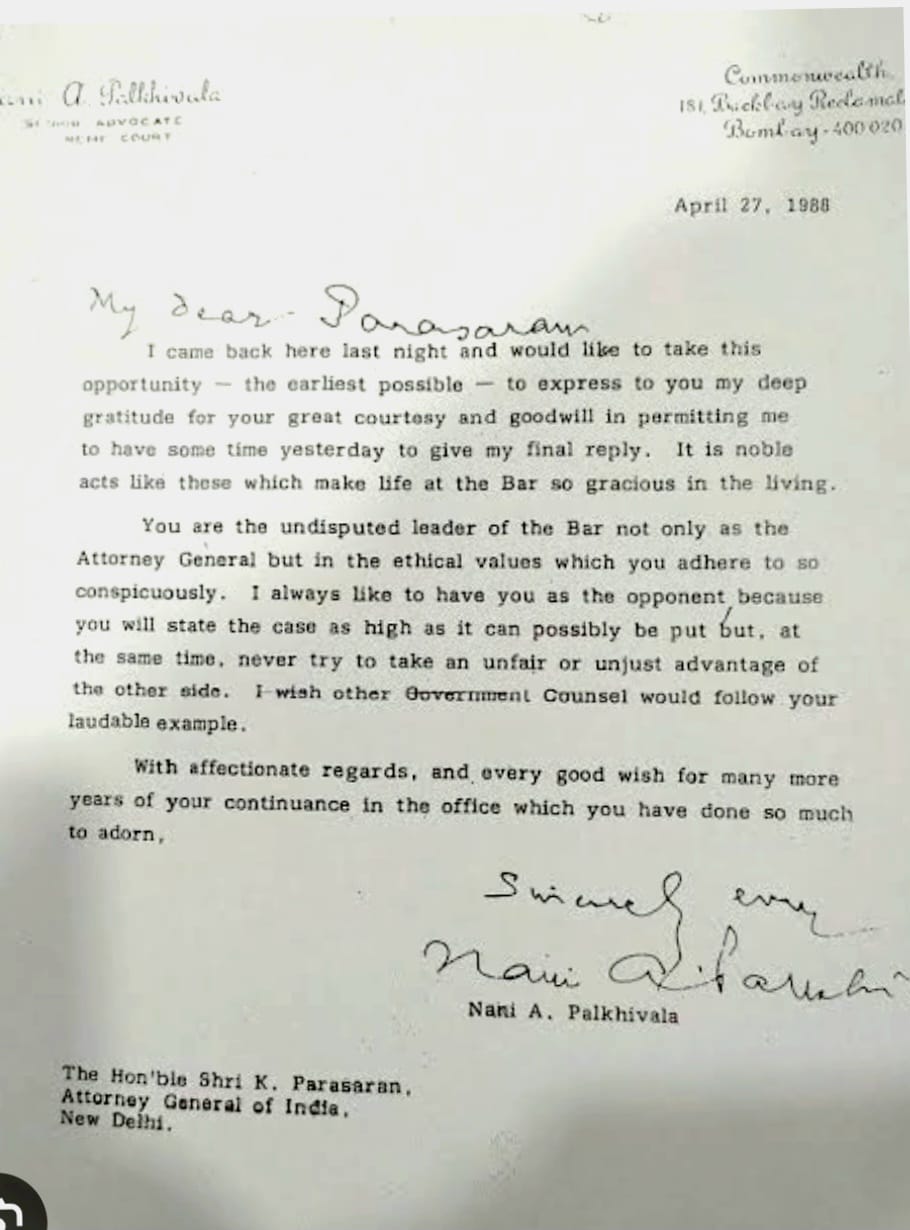 A. Palkhivala
ADVOCATE
COURT
Commonwealth
181, Backbay Reclamat
Bombay - 400 020
April 27, 1988
My dear Parasaran
I came back here last night and would like to take this
opportunity — the earliest possible — to express to you my deep
gratitude for your great courtesy and goodwill in permitting me
to have some time yesterday to give my final reply. It is noble
acts like these which make life at the Bar so gracious in the living.
You are the undisputed leader of the Bar not only as the
Attorney General but in the ethical values which you adhere to so
conspicuously. I always like to have you as the opponent, because
you will state the case as high as it can possibly be put but, at
the same time, never try to take an unfair or unjust advantage of
the other side. I wish other Government Counsel would follow your
laudable example.
With affectionate regards, and every good wish for many more
years of your continuance in the office which you have done so much
to adorn,
Sincerely
Nani A. Palkhi
Nani A. Palkhivala
The Hon'ble Shri K. Parasaran,
Attorney General of India,
New Delhi.